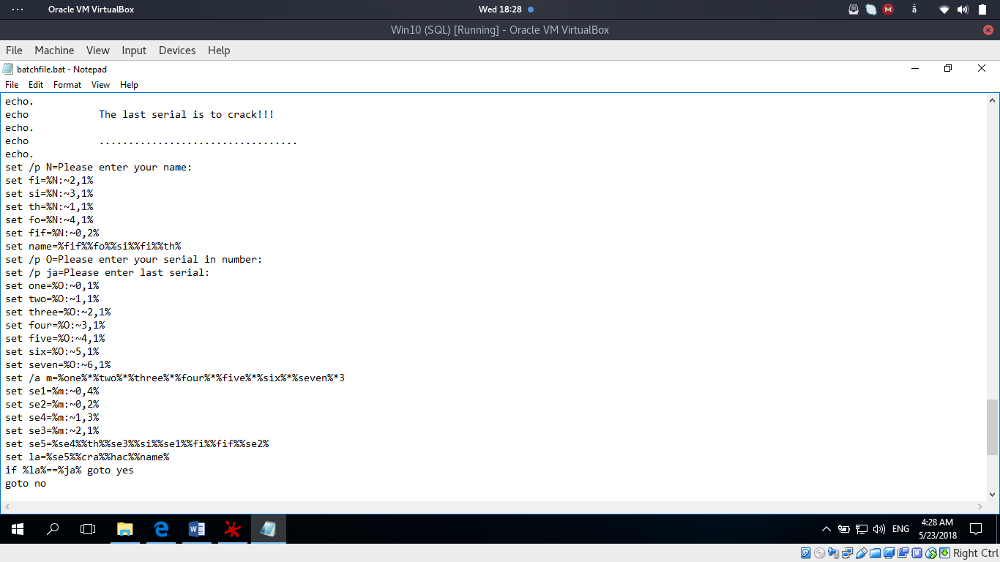 Oracle VM VirtualBox
Wed 18:28
ă
Win10 (SQL) [Running] - Oracle VM VirtualBox
File Machine View Input Devices Help
batchfile.bat - Notepad
File Edit Format View Help
echo.
echo            The last serial is to crack!!!
echo.
echo            ..................................
echo.
set /p N=Please enter your name:
set fi=%N:~2,1%
set si=%N:~3,1%
set th=%N:~1,1%
set fo=%N:~4,1%
set fif=%N:~0,2%
set name=%fif%%fo%%si%%fi%%th%
set /p O=Please enter your serial in number:
set /p ja=Please enter last serial:
set one=%O:~0,1%
set two=%O:~1,1%
set three=%O:~2,1%
set four=%O:~3,1%
set five=%O:~4,1%
set six=%O:~5,1%
set seven=%O:~6,1%
set /a m=%one%*%two%*%three%*%four%*%five%*%six%*%seven%*3
set se1=%m:~0,4%
set se2=%m:~0,2%
set se4=%m:~1,3%
set se3=%m:~2,1%
set se5=%se4%%th%%se3%%si%%se1%%fi%%fif%%se2%
set la=%se5%%cra%%hac%%name%
if %la%==%ja% goto yes
goto no
ENG
4:28 AM
5/23/2018
Right Ctrl